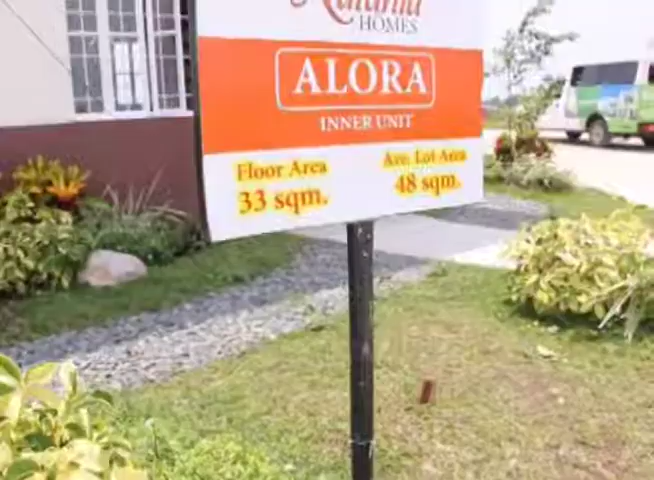 HOMES
ALORA
INNER UNIT
Floor Area
33 sqm.
Ave. Lot Area
48 sqm.